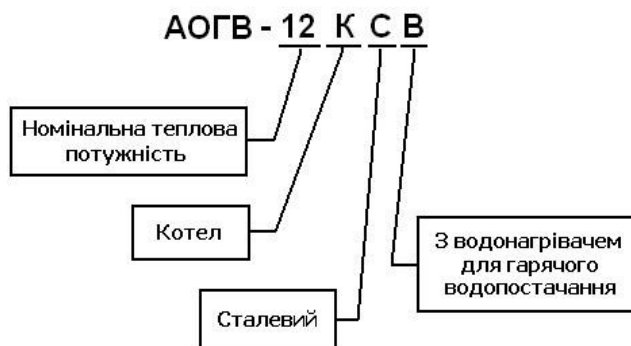 АОГВ - 12 К С В
Номінальна теплова
потужність
Котел
З водонагрівачем
для гарячого
водопостачання
Сталевий